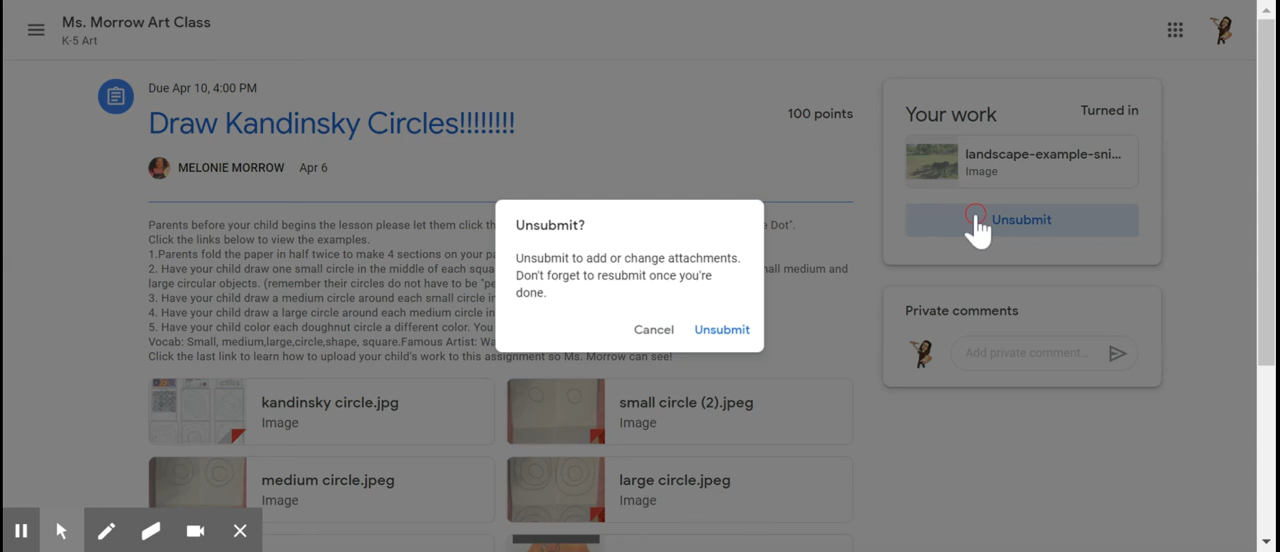 Ms. Morrow Art Class
K-5 Art
Due Apr 10, 4:00 PM
Draw Kandinsky Circles!!!!!!!!
100 points
MELONIE MORROW Apr 6
Parents before your child begins the lesson please let them click th
e Dot".
Click the links below to view the examples.
1.Parents fold the paper in half twice to make 4 sections on your pa
2. Have your child draw one small circle in the middle of each squa
nall medium and
large circular objects. (remember their circles do not have to be "pe
3. Have your child draw a medium circle around each small circle in
4. Have your child draw a large circle around each medium circle in
5. Have your child color each doughnut circle a different color. You
Vocab: Small, medium,large,circle,shape, square.Famous Artist: Wa
Click the last link to learn how to upload your child's work to this assignment so Ms. Morrow can see!
Unsubmit?
Unsubmit to add or change attachments.
Don't forget to resubmit once you're
done.
Cancel Unsubmit
kandinsky circle.jpg
Image
small circle (2).jpeg
Image
medium circle.jpeg
Image
large circle.jpeg
Image
Your work Turned in
landscape-example-sni...
Image
Unsubmit
Private comments
Add private comment...